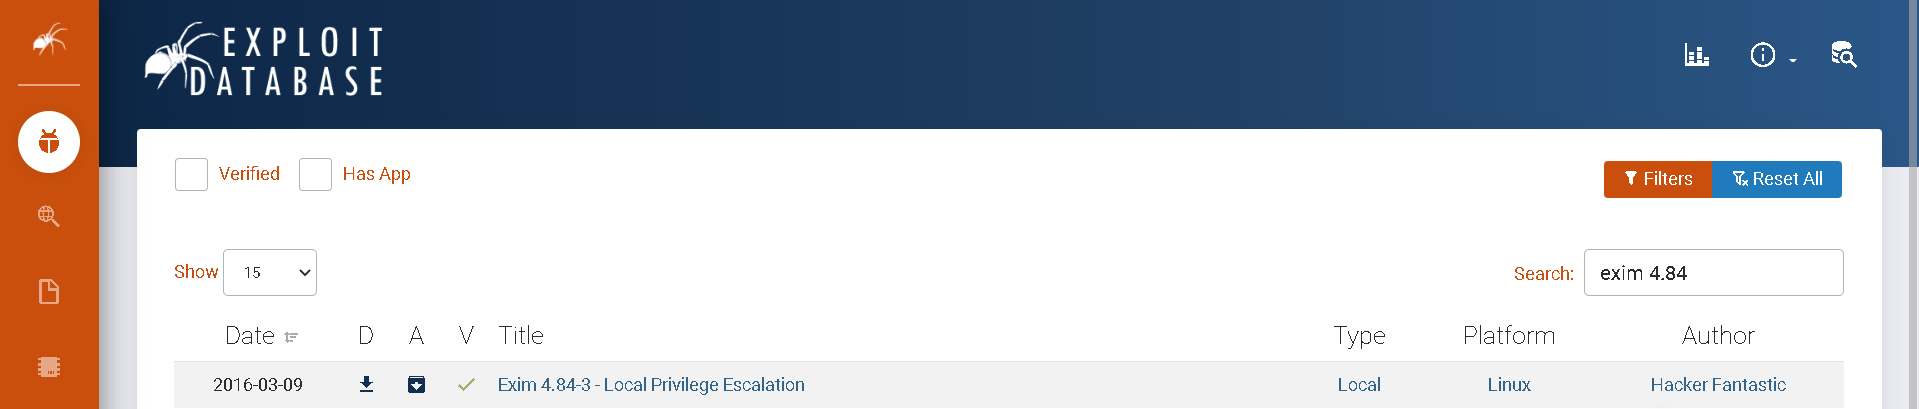 EXPLOIT
DATABASE
Verified Has App
Filters Reset All
Show 15
Search: exim 4.84
Date D A V Title Type Platform Author
2016-03-09 Exim 4.84-3 - Local Privilege Escalation Local Linux Hacker Fantastic